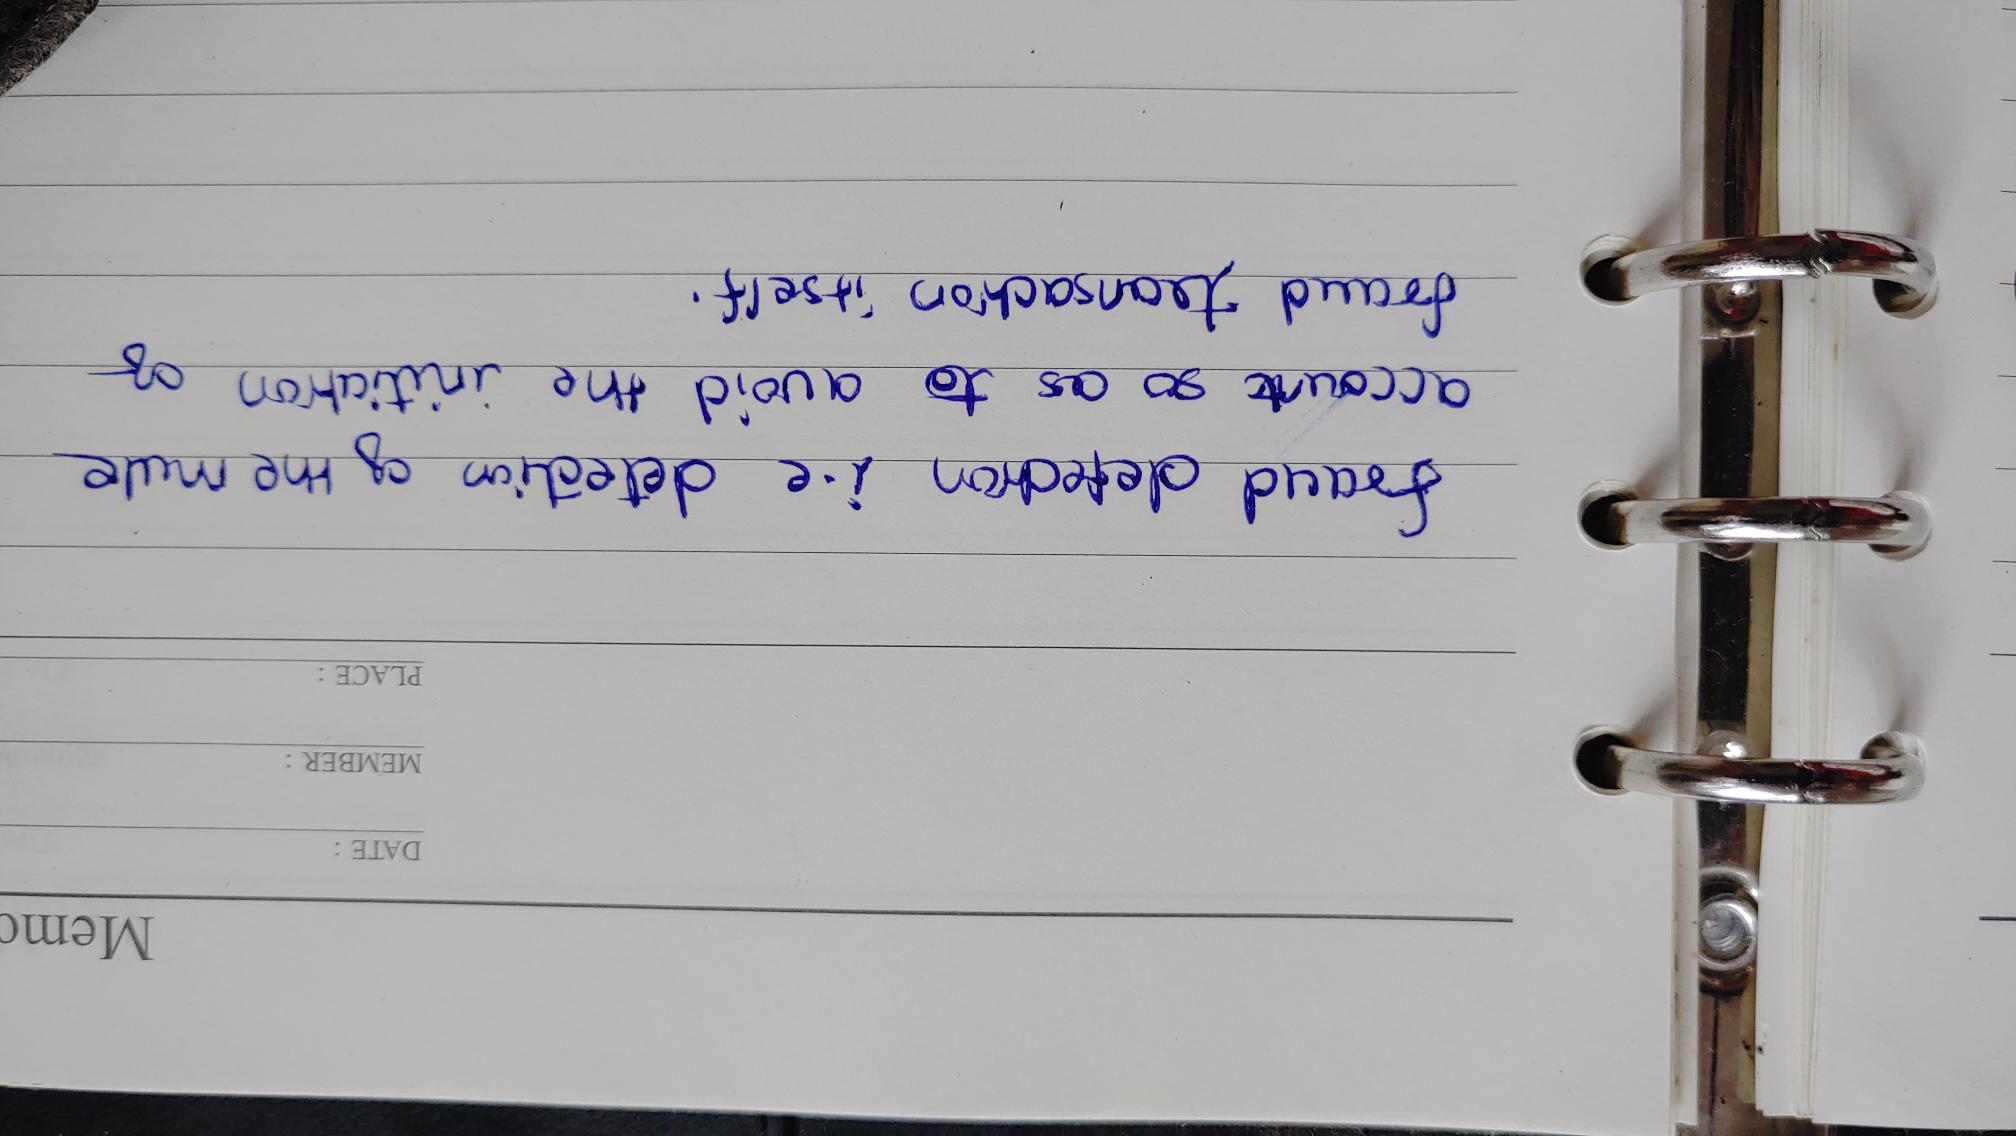 Memo
DATE :
MEMBER :
PLACE :
fraud detection i.e detection of the mule
account so as to avoid the initiation of
fraud transaction itself.